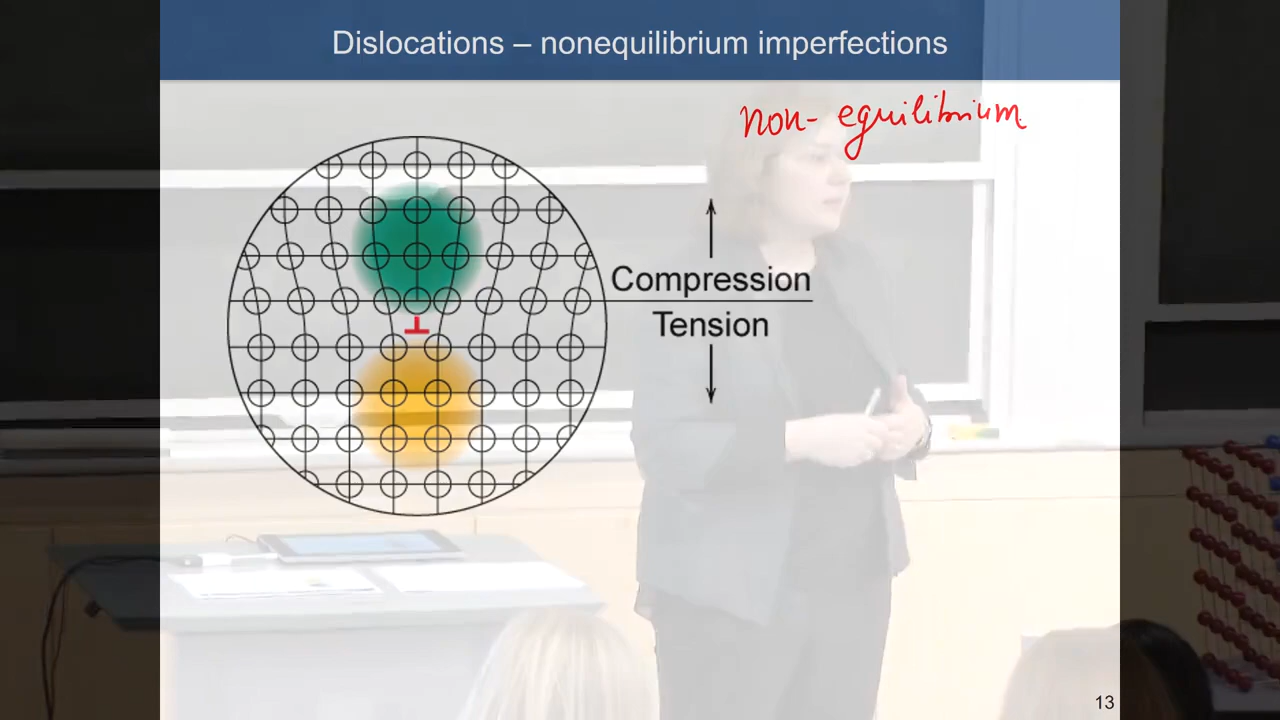 Dislocations – nonequilibrium imperfections
non- equilibrium
Compression
Tension
13